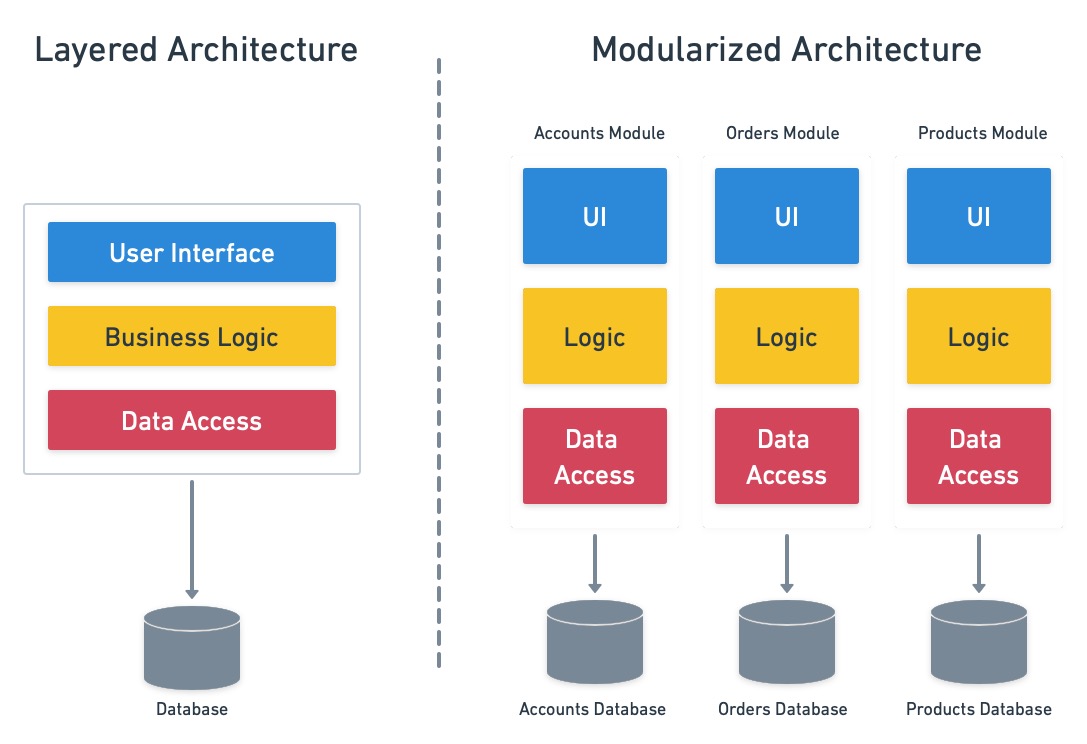 Layered Architecture
User Interface
Business Logic
Data Access
Database
Modularized Architecture
Accounts Module
UI
Logic
Data
Access
Accounts Database
Orders Module
UI
Logic
Data
Access
Orders Database
Products Module
UI
Logic
Data
Access
Products Database